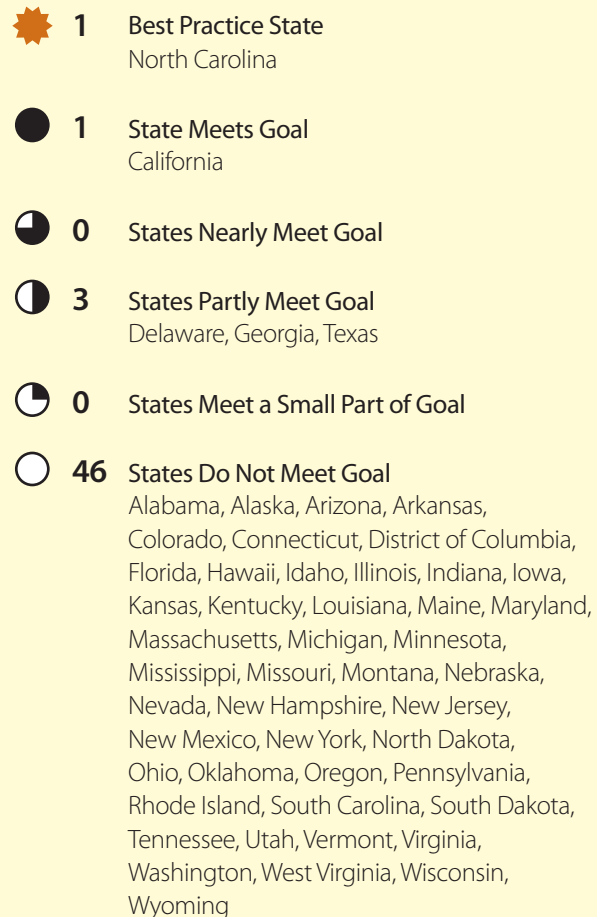 1 Best Practice State
North Carolina
1 State Meets Goal
California
0 States Nearly Meet Goal
3 States Partly Meet Goal
Delaware, Georgia, Texas
0 States Meet a Small Part of Goal
46 States Do Not Meet Goal
Alabama, Alaska, Arizona, Arkansas,
Colorado, Connecticut, District of Columbia,
Florida, Hawaii, Idaho, Illinois, Indiana, Iowa,
Kansas, Kentucky, Louisiana, Maine, Maryland,
Massachusetts, Michigan, Minnesota,
Mississippi, Missouri, Montana, Nebraska,
Nevada, New Hampshire, New Jersey,
New Mexico, New York, North Dakota,
Ohio, Oklahoma, Oregon, Pennsylvania,
Rhode Island, South Carolina, South Dakota,
Tennessee, Utah, Vermont, Virginia,
Washington, West Virginia, Wisconsin,
Wyoming